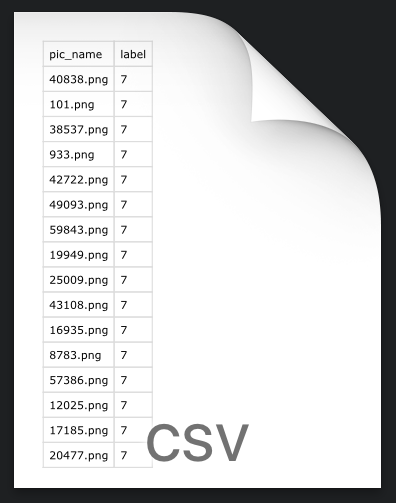 pic_name label
40838.png 7
101.png 7
38537.png 7
933.png 7
42722.png 7
49093.png 7
59843.png 7
19949.png 7
25009.png 7
43108.png 7
16935.png 7
8783.png 7
57386.png 7
12025.png 7
17185.png 7
20477.png 7
csv